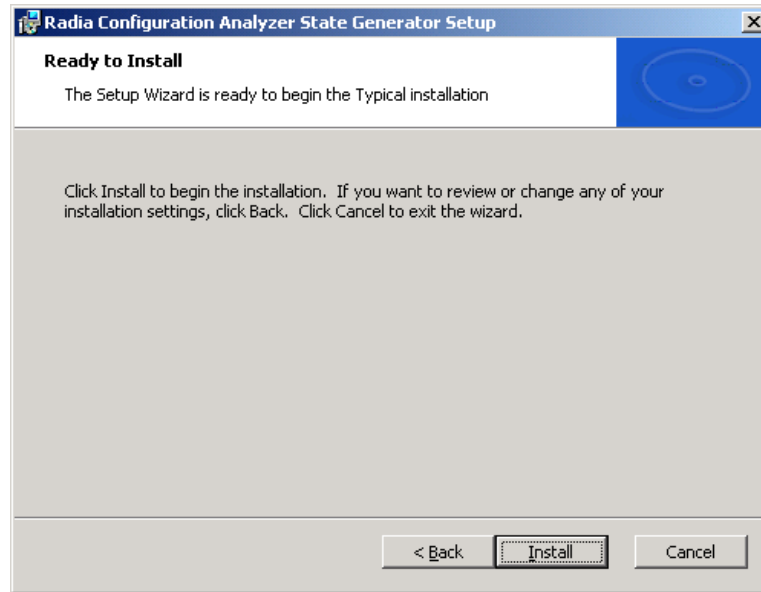 Radia Configuration Analyzer State Generator Setup
Ready to Install
The Setup Wizard is ready to begin the Typical installation
Click Install to begin the installation. If you want to review or change any of your
installation settings, click Back. Click Cancel to exit the wizard.
< Back Install Cancel